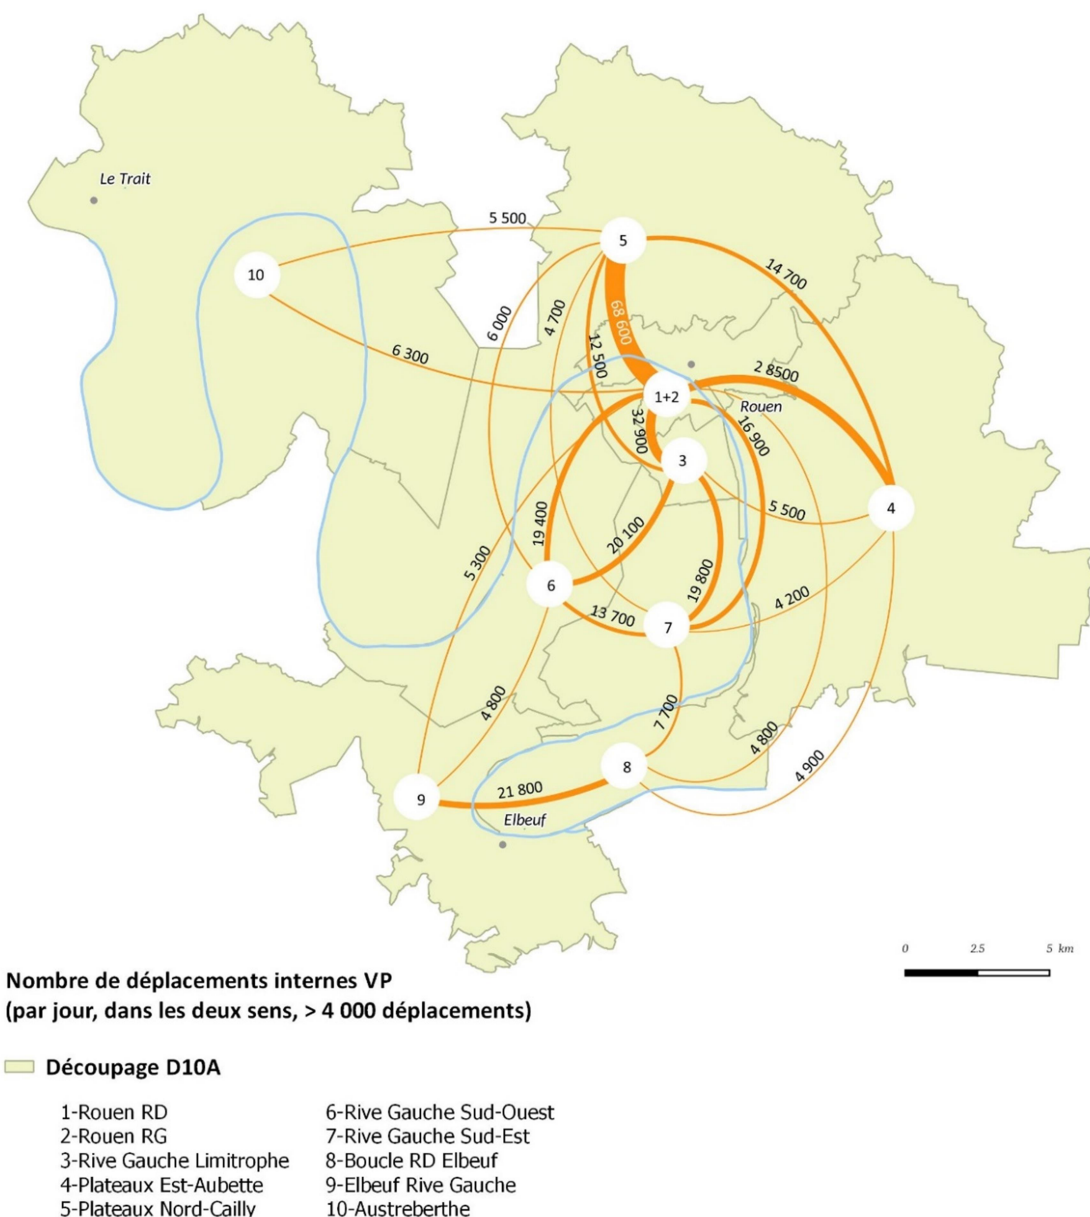 Le Trait
5 500
5
10
14 700
6 000
4 700
68 600
12 500
6 300
2 8500
1+2
Rouen
32 900
16 900
3
5 500
4
19 400
20 100
5 300
6
19 800
13 700
7
4 200
4 800
7 700
4 800
4 900
8
21 800
9
Elbeuf
0 2.5 5 km
Nombre de déplacements internes VP
(par jour, dans les deux sens, > 4 000 déplacements)
Découpage D10A
1-Rouen RD
2-Rouen RG
3-Rive Gauche Limitrophe
4-Plateaux Est-Aubette
5-Plateaux Nord-Cailly
6-Rive Gauche Sud-Ouest
7-Rive Gauche Sud-Est
8-Boucle RD Elbeuf
9-Elbeuf Rive Gauche
10-Austreberthe